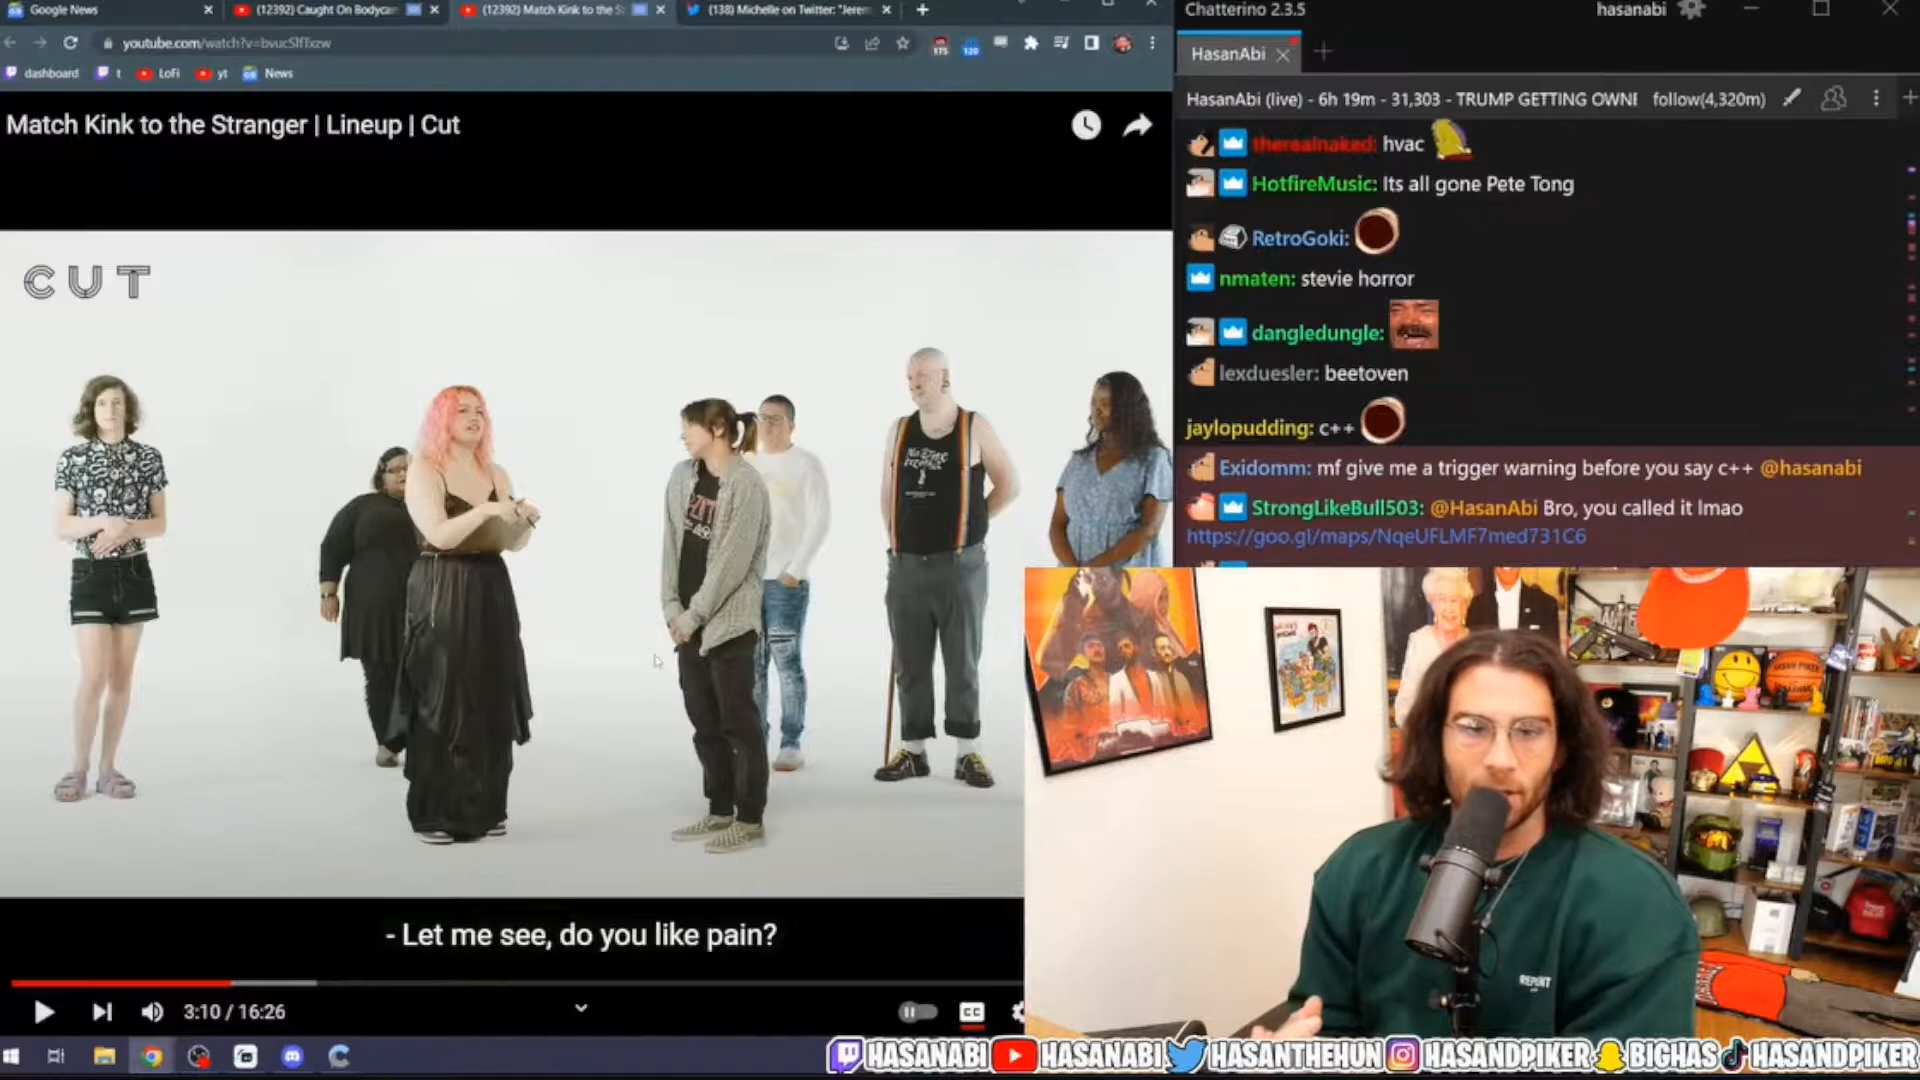 Google News
(12392) Caught On Bodycar
(12392) Match Kink to the S
(138) Michelle on Twitter: "Jerem
youtube.com/watch?v=bvucSlfTxzw
175
120
dashboard
t
LoFi
yt
News
Match Kink to the Stranger | Lineup | Cut
CUT
- Let me see, do you like pain?
3:10 / 16:26
CC
Chatterino 2.3.5
hasanabi
HasanAbi
HasanAbi (live) - 6h 19m - 31,303 - TRUMP GETTING OWNI
follow(4,320m)
therealnaked: hvac
HotfireMusic: Its all gone Pete Tong
RetroGoki:
nmaten: stevie horror
dangledungle:
lexduesler: beetoven
jaylopudding: c++
Exidomm: mf give me a trigger warning before you say c++ @hasanabi
StrongLikeBull503: @HasanAbi Bro, you called it lmao
https://goo.gl/maps/NqeUFLMF7med731C6
HASANABI
HASANABI
HASANTHEHUN
HASANDPIKER
BIGHAS
HASANDPIKER